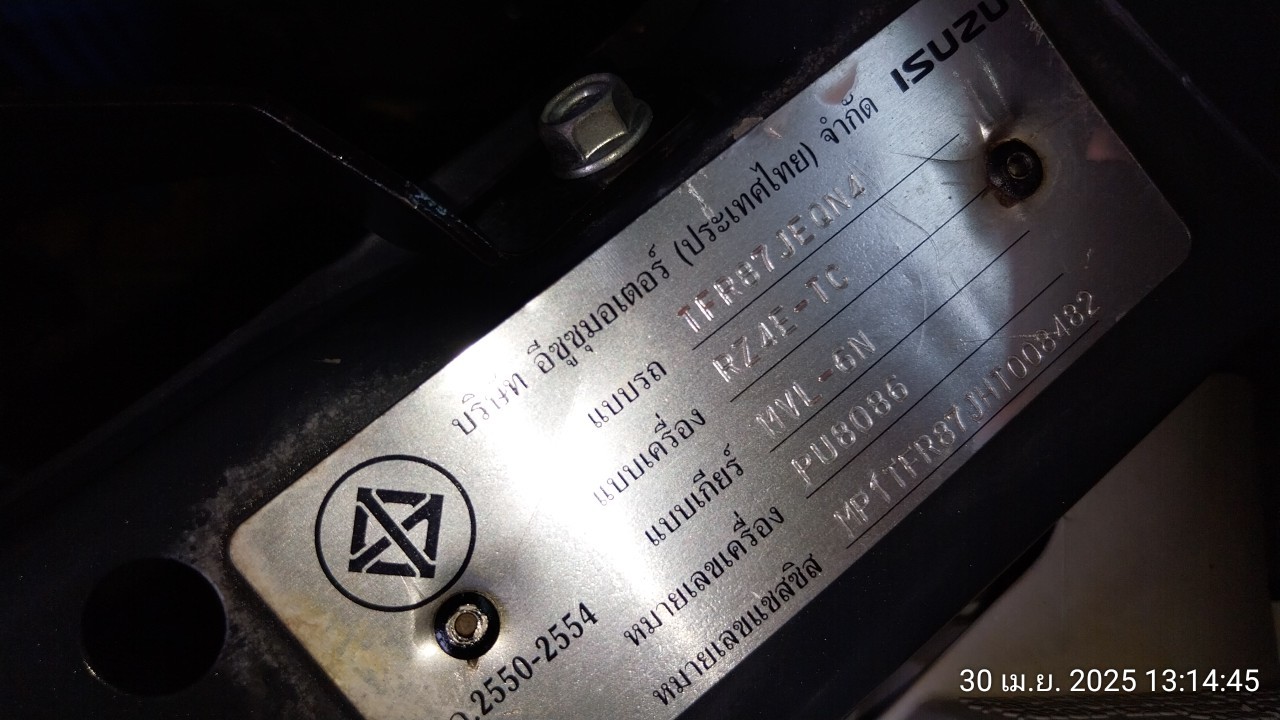 ISUZU
บริษัท อีซูซุมอเตอร์ (ประเทศไทย) จำกัด
แบบรถ TFR87JEQN4
แบบเครื่อง RZ4E-TC
แบบเกียร์ MVL-6N
หมายเลขเครื่อง PU8086
หมายเลขแชสซิส MP1TFR87JHT008482
2550-2554
30 เม.ย. 2025 13:14:45